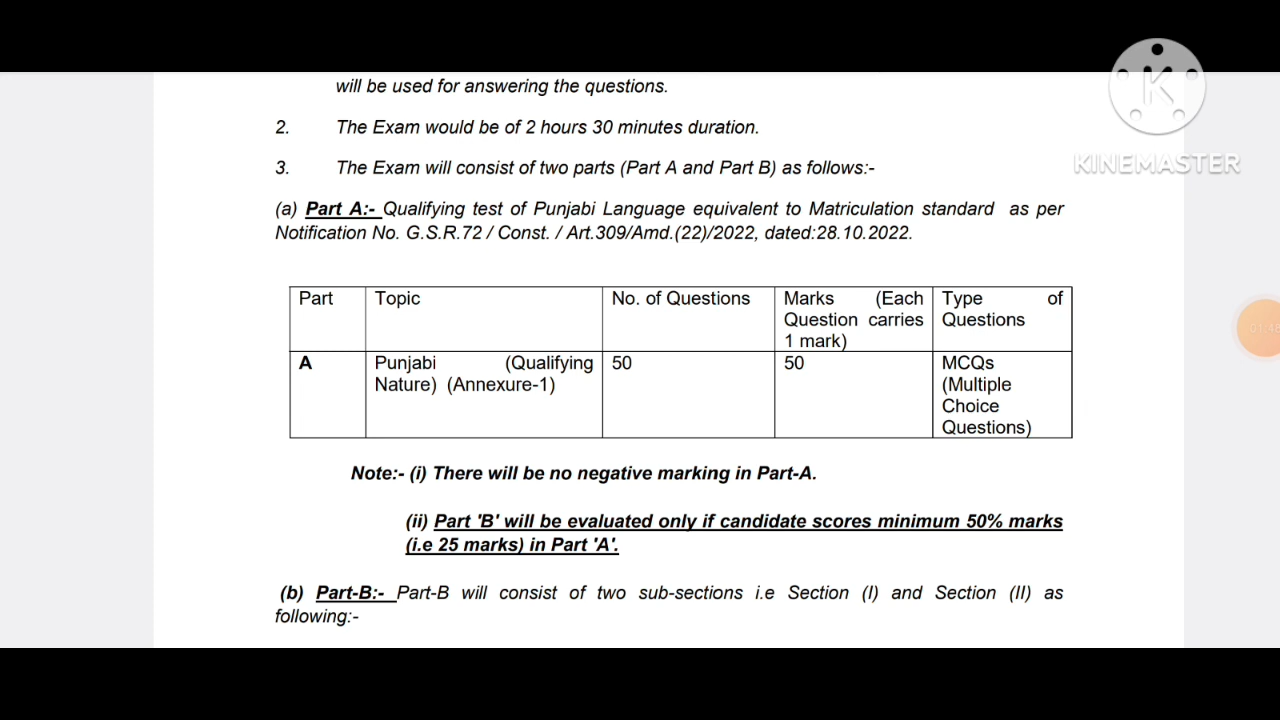 will be used for answering the questions.
KINEMASTER
2. The Exam would be of 2 hours 30 minutes duration.
3. The Exam will consist of two parts (Part A and Part B) as follows:-
(a) Part A:- Qualifying test of Punjabi Language equivalent to Matriculation standard as per
Notification No. G.S.R.72 / Const. / Art.309/Amd.(22)/2022, dated:28.10.2022.
Part Topic No. of Questions Marks (Each Type of
Question carries Questions
1 mark)
A Punjabi (Qualifying 50 50 MCQs
Nature) (Annexure-1) (Multiple
Choice
Questions)
Note:- (i) There will be no negative marking in Part-A.
(ii) Part 'B' will be evaluated only if candidate scores minimum 50% marks
(i.e 25 marks) in Part 'A'.
(b) Part-B:- Part-B will consist of two sub-sections i.e Section (I) and Section (II) as
following:-